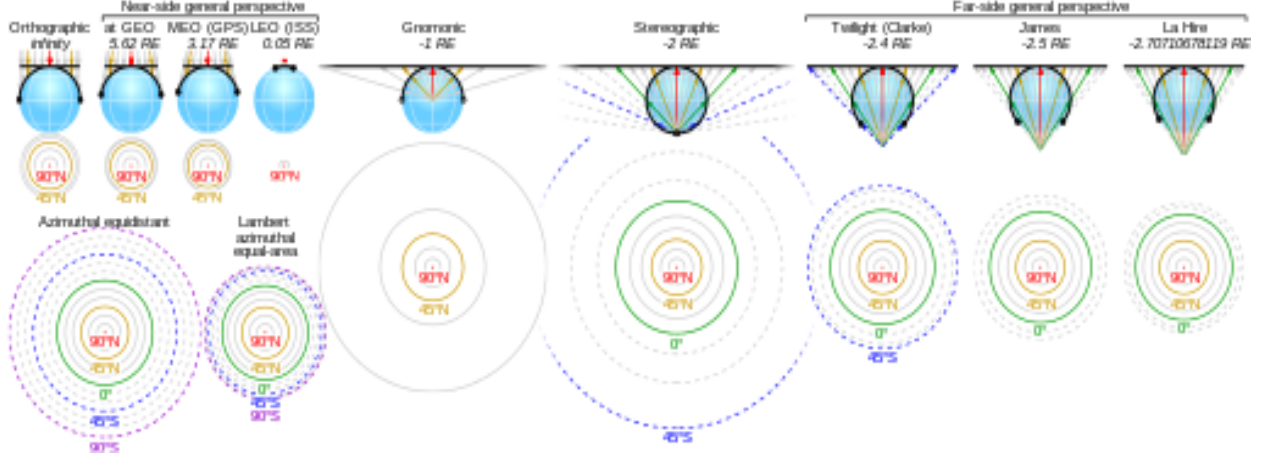 Near-side general perspective
Far-side general perspective
Orthographic
at GEO
MEO (GPS)
LEO (ISS)
Gnomonic
Stereographic
Twilight (Clarke)
James
La Hire
infinity
5.62 RE
3.17 RE
0.05 RE
-1 RE
-2 RE
-2.4 RE
-2.5 RE
-2.70710678119 RE
90°N
90°N
90°N
90°N
45°N
45°N
45°N
Azimuthal equidistant
Lambert
azimuthal
equal-area
90°N
45°N
0°
45°S
90°S
90°N
45°N
0°
45°S
90°S
90°N
45°N
90°N
45°N
0°
45°S
90°N
45°N
0°
45°S
90°N
45°N
0°
90°N
45°N
0°